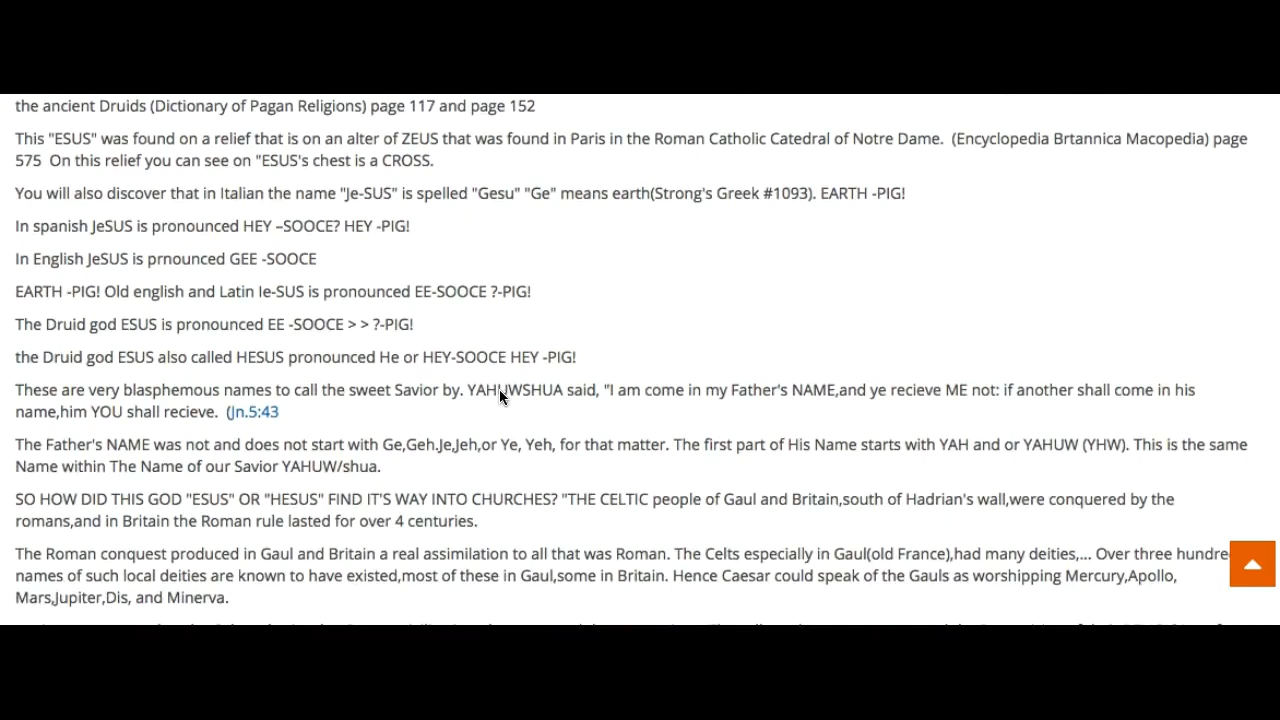 the ancient Druids (Dictionary of Pagan Religions) page 117 and page 152
This "ESUS" was found on a relief that is on an alter of ZEUS that was found in Paris in the Roman Catholic Catedral of Notre Dame.  (Encyclopedia Brtannica Macopedia) page
575  On this relief you can see on "ESUS's chest is a CROSS.
You will also discover that in Italian the name "Je-SUS" is spelled "Gesu" "Ge" means earth(Strong's Greek #1093). EARTH -PIG!
In spanish JeSUS is pronounced HEY –SOOCE? HEY -PIG!
In English JeSUS is prnounced GEE -SOOCE
EARTH -PIG! Old english and Latin Ie-SUS is pronounced EE-SOOCE ?-PIG!
The Druid god ESUS is pronounced EE -SOOCE > > ?-PIG!
the Druid god ESUS also called HESUS pronounced He or HEY-SOOCE HEY -PIG!
These are very blasphemous names to call the sweet Savior by. YAHUWSHUA said, "I am come in my Father's NAME,and ye recieve ME not: if another shall come in his
name,him YOU shall recieve.  (Jn.5:43
The Father's NAME was not and does not start with Ge,Geh.Je,Jeh,or Ye, Yeh, for that matter. The first part of His Name starts with YAH and or YAHUW (YHW). This is the same
Name within The Name of our Savior YAHUW/shua.
SO HOW DID THIS GOD "ESUS" OR "HESUS" FIND IT'S WAY INTO CHURCHES? "THE CELTIC people of Gaul and Britain,south of Hadrian's wall,were conquered by the
romans,and in Britain the Roman rule lasted for over 4 centuries.
The Roman conquest produced in Gaul and Britain a real assimilation to all that was Roman. The Celts especially in Gaul(old France),had many deities,... Over three hundre
names of such local deities are known to have existed,most of these in Gaul,some in Britain. Hence Caesar could speak of the Gauls as worshipping Mercury,Apollo,
Mars,Jupiter,Dis, and Minerva.